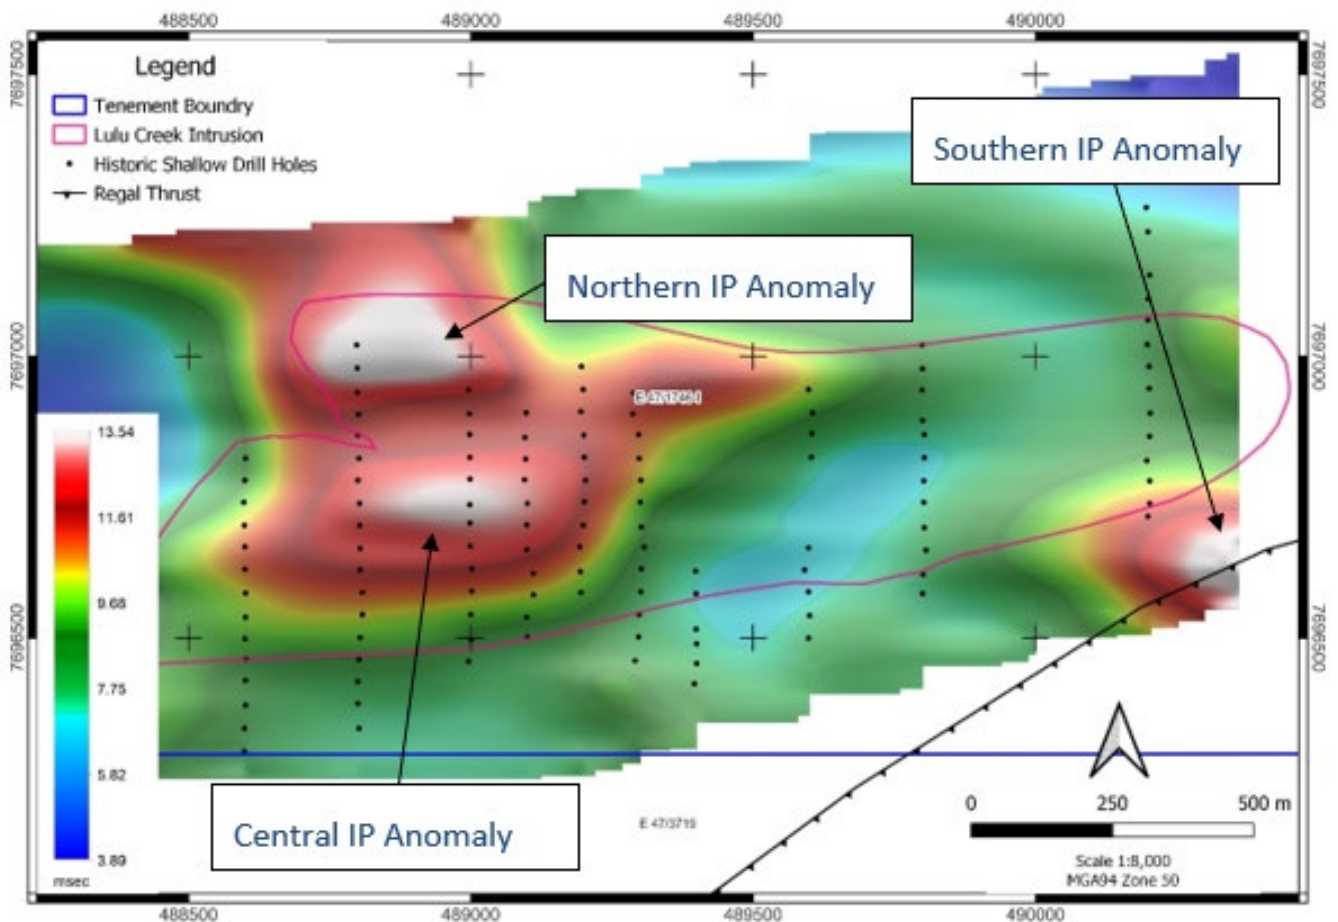 488500 489000 489500 490000
7697500
7697500
Legend
Tenement Boundry
Lulu Creek Intrusion
Historic Shallow Drill Holes
Regal Thrust
Southern IP Anomaly
Northern IP Anomaly
7697000
7697000
13.54
11.61
9.68
7.75
5.82
3.89
msec
7696500
7696500
Central IP Anomaly
E 47/3719
0 250 500 m
Scale 1:8,000
MGA94 Zone 50
488500 489000 489500 490000